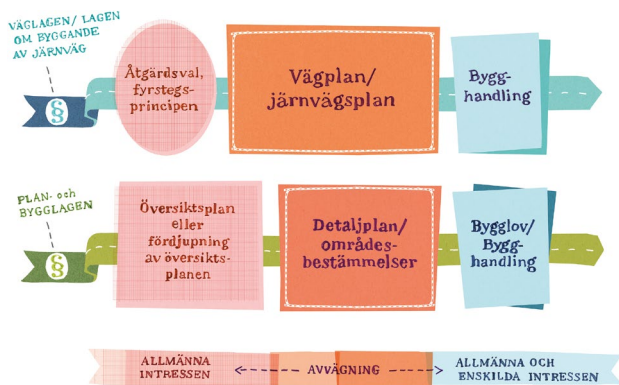 VÄGLAGEN/LAGEN
OM BYGGANDE
AV JÄRNVÄG
§
Åtgärdsval,
fyrstegs-
principen
Vägplan/
järnvägsplan
Bygg-
handling
PLAN- och
BYGGLAGEN
§
Översiktsplan
eller
fördjupning
av översikts-
planen
Detaljplan/
områdes-
bestämmelser
Bygglov/
Bygg-
handling
ALLMÄNNA
INTRESSEN
AVVÄGNING
ALLMÄNNA OCH
ENSKILDA INTRESSEN